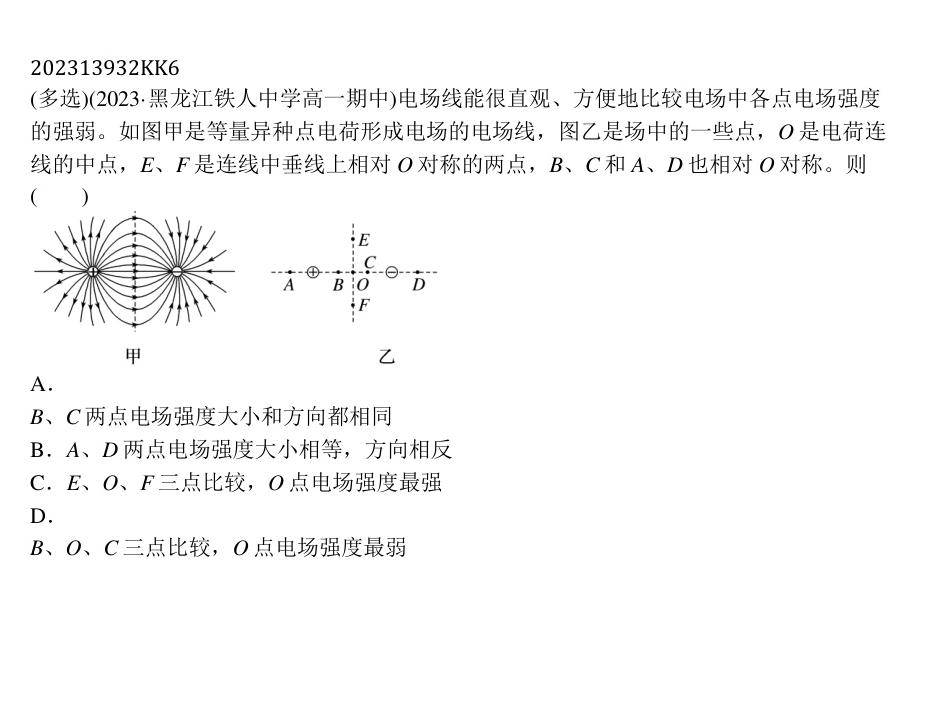 202313932KK6
(多选)(2023·黑龙江铁人中学高一期中)电场线能很直观、方便地比较电场中各点电场强度
的强弱。如图甲是等量异种点电荷形成电场的电场线，图乙是场中的一些点，O 是电荷连
线的中点，E、F 是连线中垂线上相对 O 对称的两点，B、C 和 A、D 也相对 O 对称。则
(　　)
E
C
A B O D
F
甲 乙
A．
B、C 两点电场强度大小和方向都相同
B．A、D 两点电场强度大小相等，方向相反
C．E、O、F 三点比较，O 点电场强度最强
D．
B、O、C 三点比较，O 点电场强度最弱